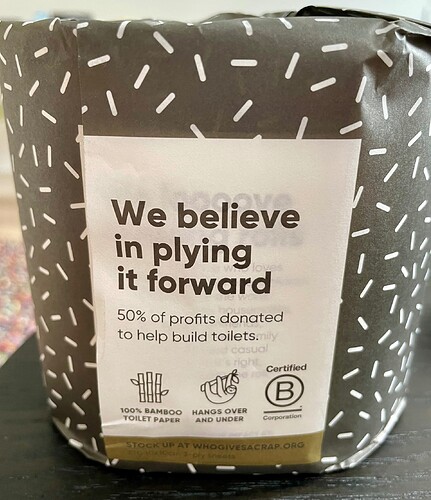 We believe
in plying
it forward
50% of profits donated
to help build toilets.
100% BAMBOO
TOILET PAPER
HANGS OVER
AND UNDER
Certified
B
Corporation
STOCK UP AT WHOGIVESACRAP.ORG